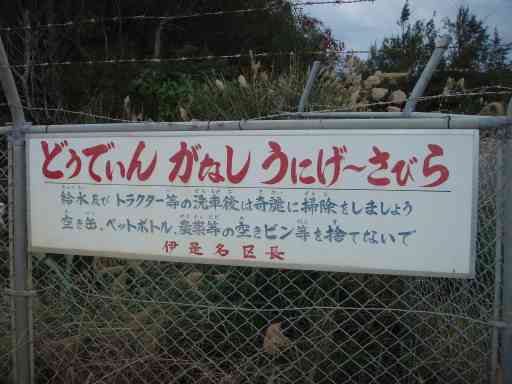 どうでぃん がなし うにげ～さびら
給水及び トラクター等の洗車後は奇麗に掃除をしましょう
空き缶、ペットボトル、農薬等の空きビン等を捨てないで
伊是名区長